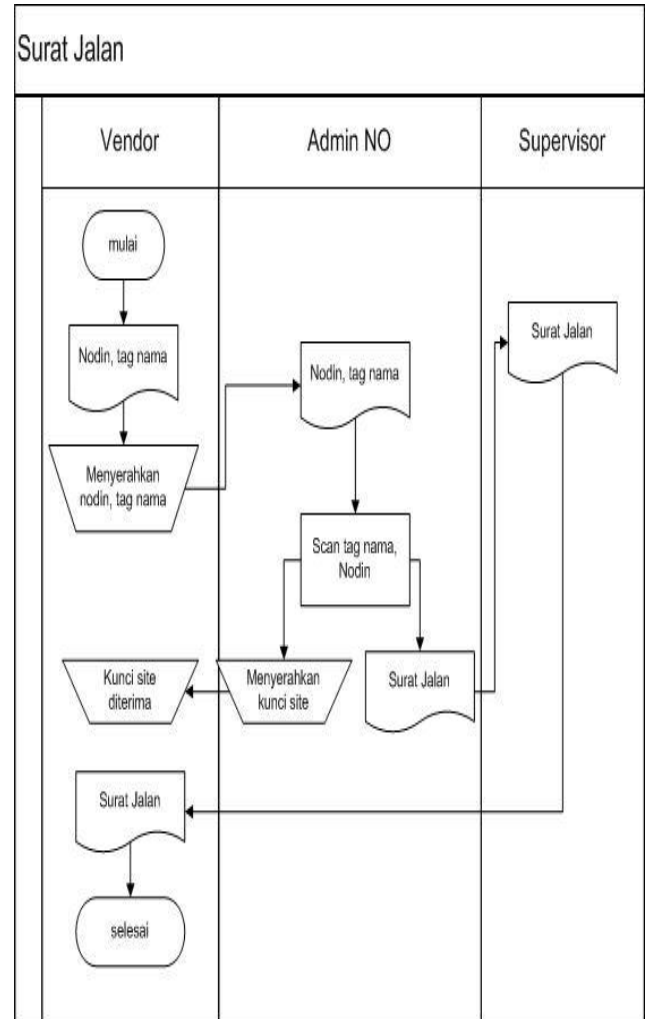 Surat Jalan
Vendor
Admin NO
Supervisor
mulai
Nodin, tag nama
Menyerahkan
nodin, tag nama
Nodin, tag nama
Scan tag nama,
Nodin
Menyerahkan
kunci site
Surat Jalan
Kunci site
diterima
Surat Jalan
Surat Jalan
selesai